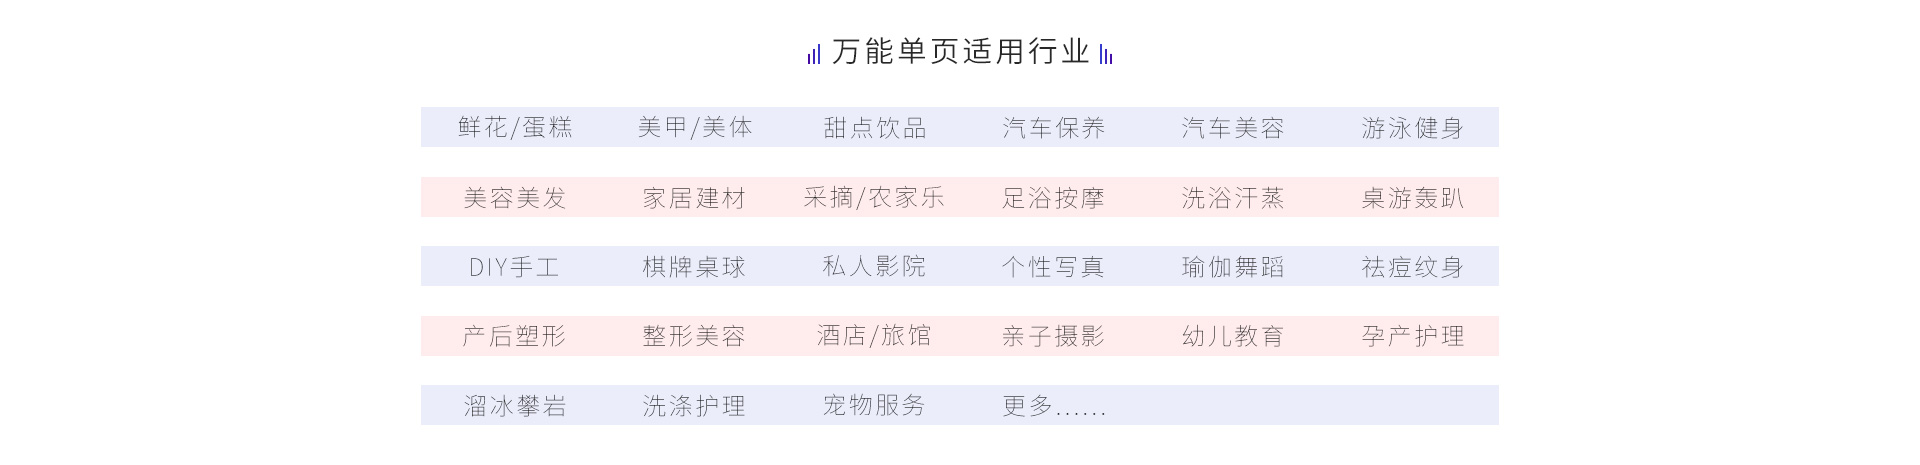 万能单页适用行业
鲜花/蛋糕 美甲/美体 甜点饮品 汽车保养 汽车美容 游泳健身
美容美发 家居建材 采摘/农家乐 足浴按摩 洗浴汗蒸 桌游轰趴
DIY手工 棋牌桌球 私人影院 个性写真 瑜伽舞蹈 祛痘纹身
产后塑形 整形美容 酒店/旅馆 亲子摄影 幼儿教育 孕产护理
溜冰攀岩 洗涤护理 宠物服务 更多......